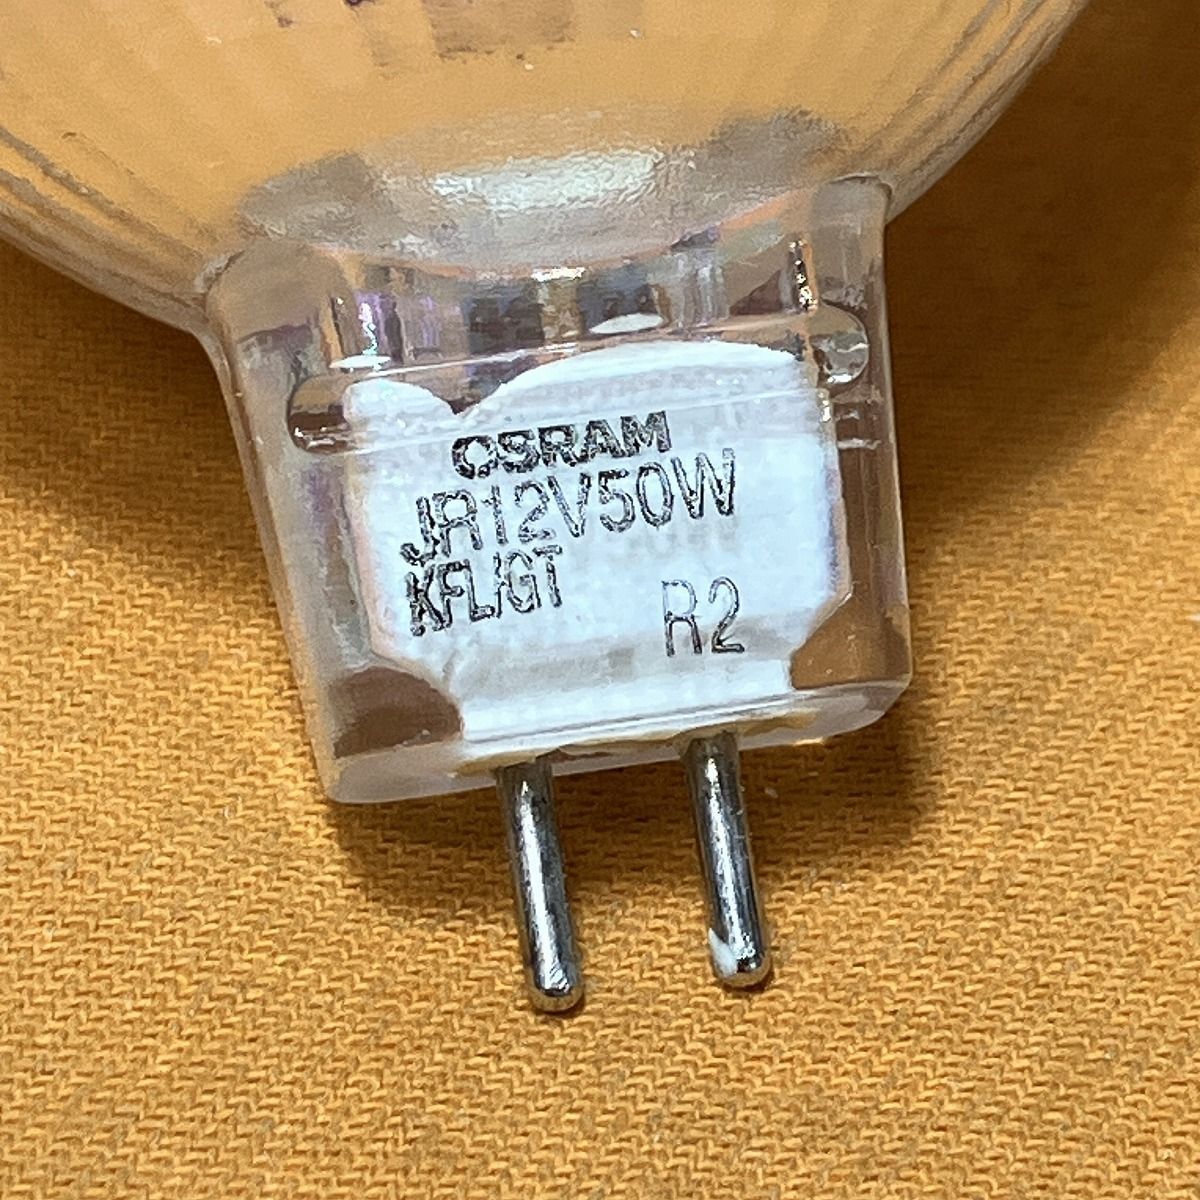 OSRAM
JR12V50W
KFL/GT
R2